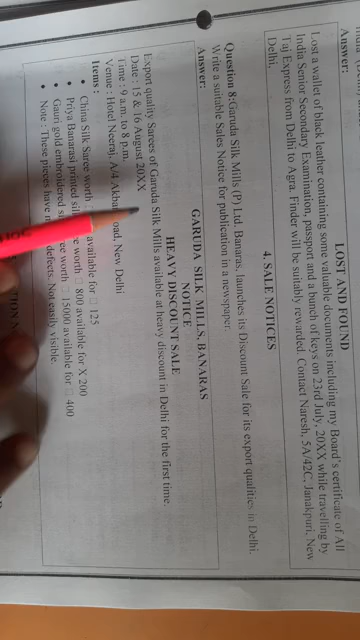 Answer:
LOST AND FOUND
Lost a wallet of black leather containing some valuable documents including my Board's certificate of All
India Senior Secondary Examination, passport and a bunch of keys on 23rd July, 20XX while travelling by
Taj Express from Delhi to Agra. Finder will be suitably rewarded. Contact Naresh, 5A/42C, Janakpuri, New
Delhi.
4. SALE NOTICES
Question 8:Garuda Silk Mills (P) Ltd. Banaras, launches its Discount Sale for its export qualities in Delhi.
Write a suitable Sales Notice for publication in a newspaper.
Answer:
GARUDA SILK MILLS, BANARAS
NOTICE
HEAVY DISCOUNT SALE
Export quality Sarees of Garuda Silk Mills available at heavy discount in Delhi for the first time.
Date : 15 & 16 August 20XX
Time : 9 a.m. to 8 p.m.
Venue : Hotel Neeraj, A/4 Akba oad, New Delhi
Items :
• China Silk Saree worth : available for □ 125
• Priya Banarasi printed sil e worth □ 800 available for X 200
• Gauri gold embroidered si ree worth □ 15000 available for □ 400
• Note : These pieces have defects. Not easily visible.